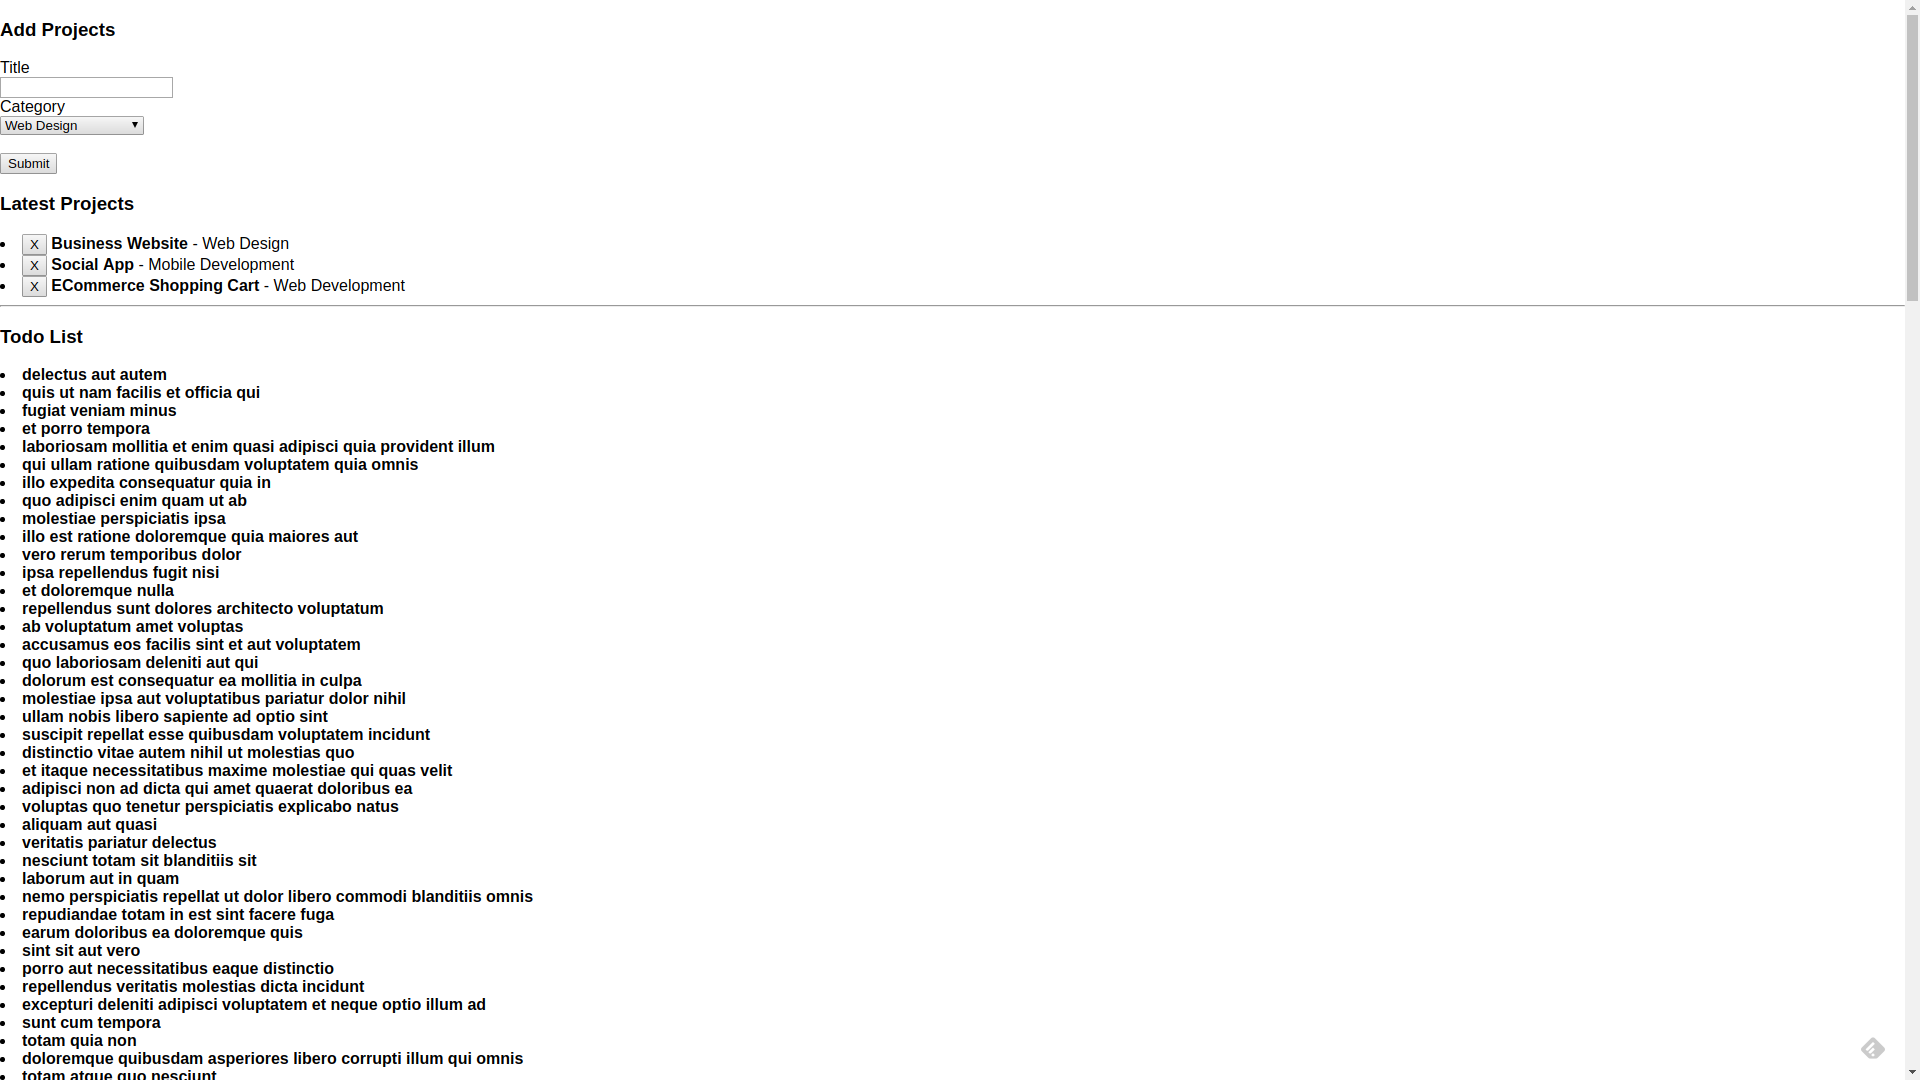 Add Projects
Title
Category
Web Design
Submit
Latest Projects
X Business Website - Web Design
X Social App - Mobile Development
X ECommerce Shopping Cart - Web Development
Todo List
delectus aut autem
quis ut nam facilis et officia qui
fugiat veniam minus
et porro tempora
laboriosam mollitia et enim quasi adipisci quia provident illum
qui ullam ratione quibusdam voluptatem quia omnis
illo expedita consequatur quia in
quo adipisci enim quam ut ab
molestiae perspiciatis ipsa
illo est ratione doloremque quia maiores aut
vero rerum temporibus dolor
ipsa repellendus fugit nisi
et doloremque nulla
repellendus sunt dolores architecto voluptatum
ab voluptatum amet voluptas
accusamus eos facilis sint et aut voluptatem
quo laboriosam deleniti aut qui
dolorum est consequatur ea mollitia in culpa
molestiae ipsa aut voluptatibus pariatur dolor nihil
ullam nobis libero sapiente ad optio sint
suscipit repellat esse quibusdam voluptatem incidunt
distinctio vitae autem nihil ut molestias quo
et itaque necessitatibus maxime molestiae qui quas velit
adipisci non ad dicta qui amet quaerat doloribus ea
voluptas quo tenetur perspiciatis explicabo natus
aliquam aut quasi
veritatis pariatur delectus
nesciunt totam sit blanditiis sit
laborum aut in quam
nemo perspiciatis repellat ut dolor libero commodi blanditiis omnis
repudiandae totam in est sint facere fuga
earum doloribus ea doloremque quis
sint sit aut vero
porro aut necessitatibus eaque distinctio
repellendus veritatis molestias dicta incidunt
excepturi deleniti adipisci voluptatem et neque optio illum ad
sunt cum tempora
totam quia non
doloremque quibusdam asperiores libero corrupti illum qui omnis
totam atque quo nesciunt